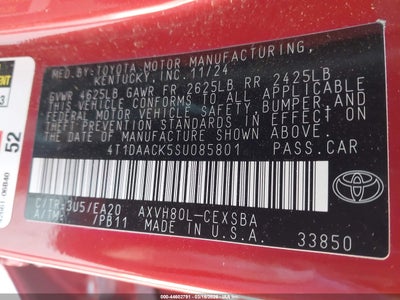 MFD.BY:TOYOTA MOTOR MANUFACTURING,
KENTUCKY,INC.11/24
GVWR 4625LB GAWR FR 2625LB RR 2425LB
THIS VEHICLE CONFORMS TO ALL APPLICABLE
FEDERAL MOTOR VEHICLE SAFETY,BUMPER,AND
THEFT PREVENTION STANDARDS IN EFFECT ON
THE DATE OF MANUFACTURE SHOWN ABOVE.
4T1DAACK5SU085801 PASS.CAR
C/TR:3U5/EA20 AXVH80L-CEXSBA
A/TM: /PB11 MADE IN U.S.A.
TOYOTA
33850
52